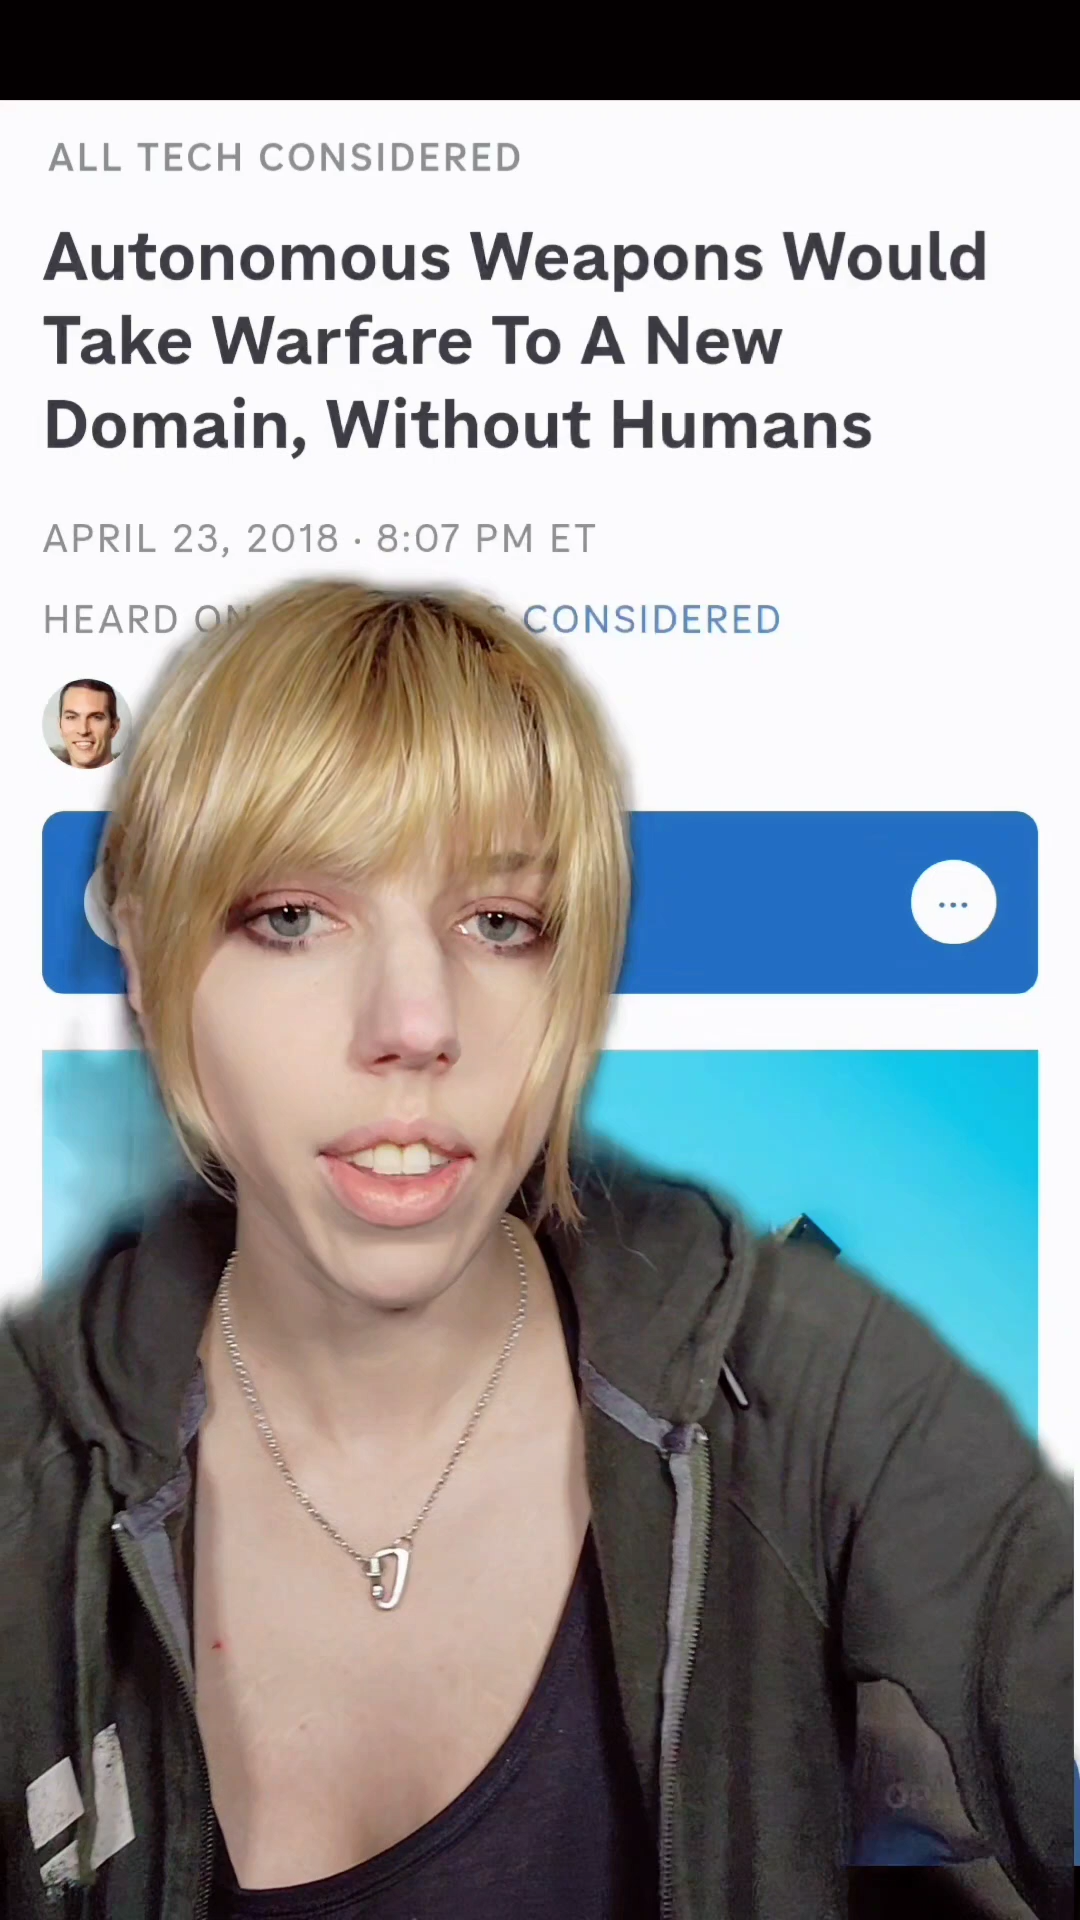 ALL TECH CONSIDERED
Autonomous Weapons Would
Take Warfare To A New
Domain, Without Humans
APRIL 23, 2018 · 8:07 PM ET
HEARD ON CONSIDERED